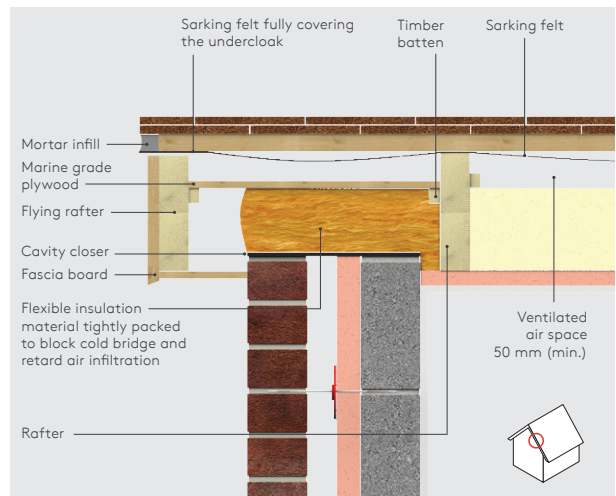 Sarking felt fully covering
the undercloak
Timber
batten
Sarking felt
Mortar infill
Marine grade
plywood
Flying rafter
Cavity closer
Fascia board
Flexible insulation
material tightly packed
to block cold bridge and
retard air infiltration
Ventilated
air space
50 mm (min.)
Rafter